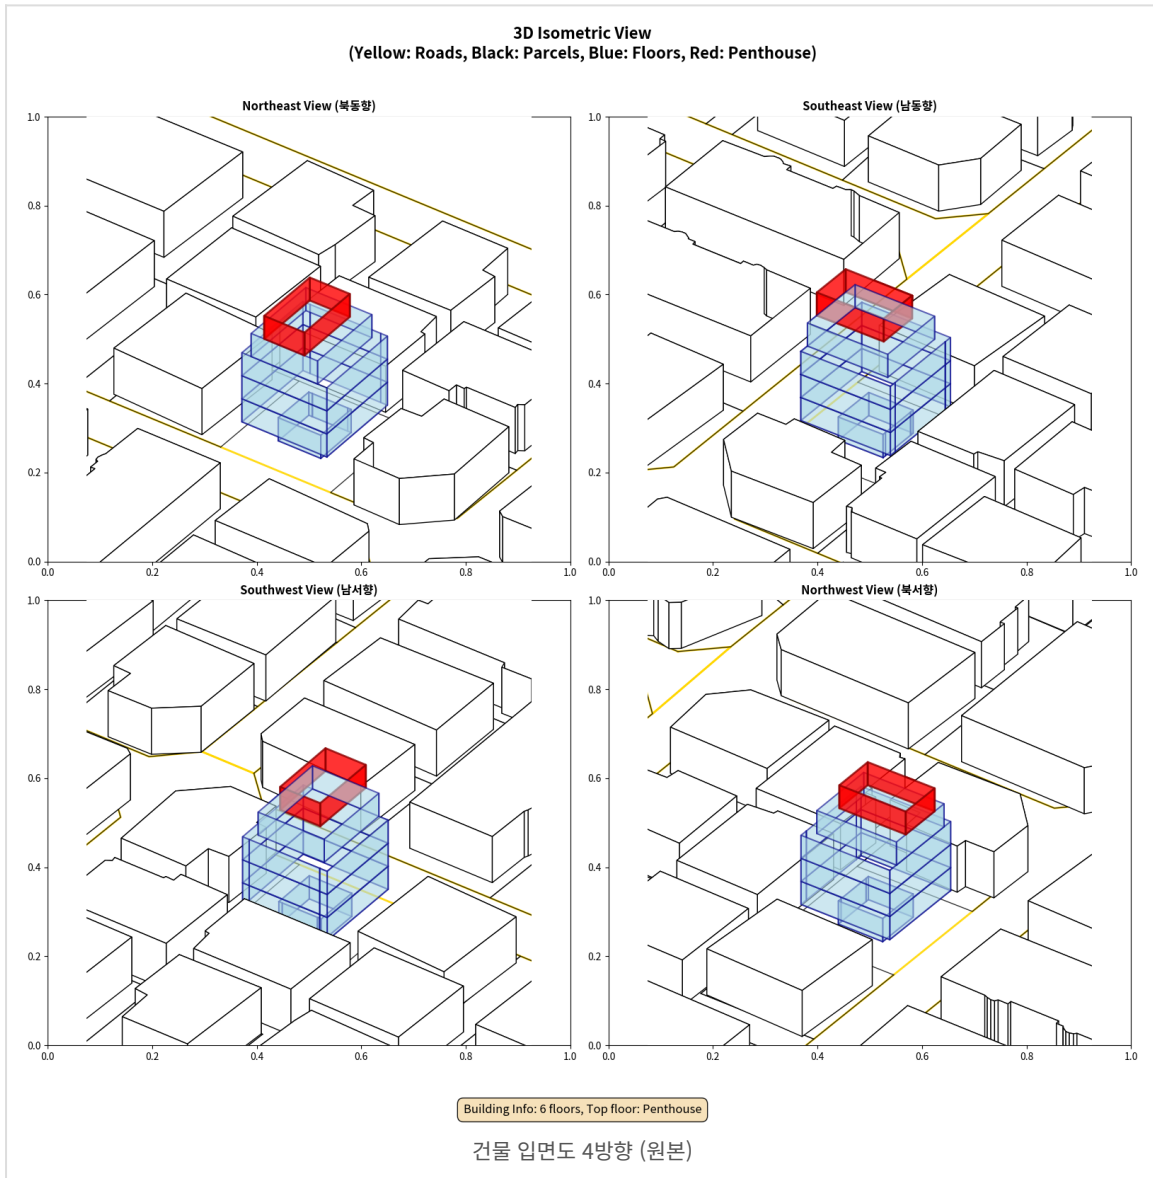 3D Isometric View
(Yellow: Roads, Black: Parcels, Blue: Floors, Red: Penthouse)
Northeast View (북동향)
1.0
0.8
0.6
0.4
0.2
0.0
0.0 0.2 0.4 0.6 0.8 1.0
Southeast View (남동향)
1.0
0.8
0.6
0.4
0.2
0.0
0.0 0.2 0.4 0.6 0.8 1.0
Southwest View (남서향)
1.0
0.8
0.6
0.4
0.2
0.0
0.0 0.2 0.4 0.6 0.8 1.0
Northwest View (북서향)
1.0
0.8
0.6
0.4
0.2
0.0
0.0 0.2 0.4 0.6 0.8 1.0
Building Info: 6 floors, Top floor: Penthouse
건물 입면도 4방향 (원본)